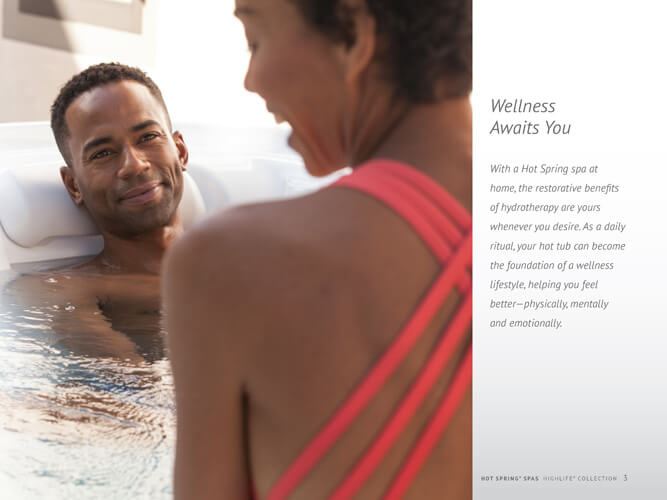 Wellness
Awaits You
With a Hot Spring spa at
home, the restorative benefits
of hydrotherapy are yours
whenever you desire. As a daily
ritual, your hot tub can become
the foundation of a wellness
lifestyle, helping you feel
better—physically, mentally
and emotionally.
HOT SPRING® SPAS HIGHLIFE® COLLECTION 3